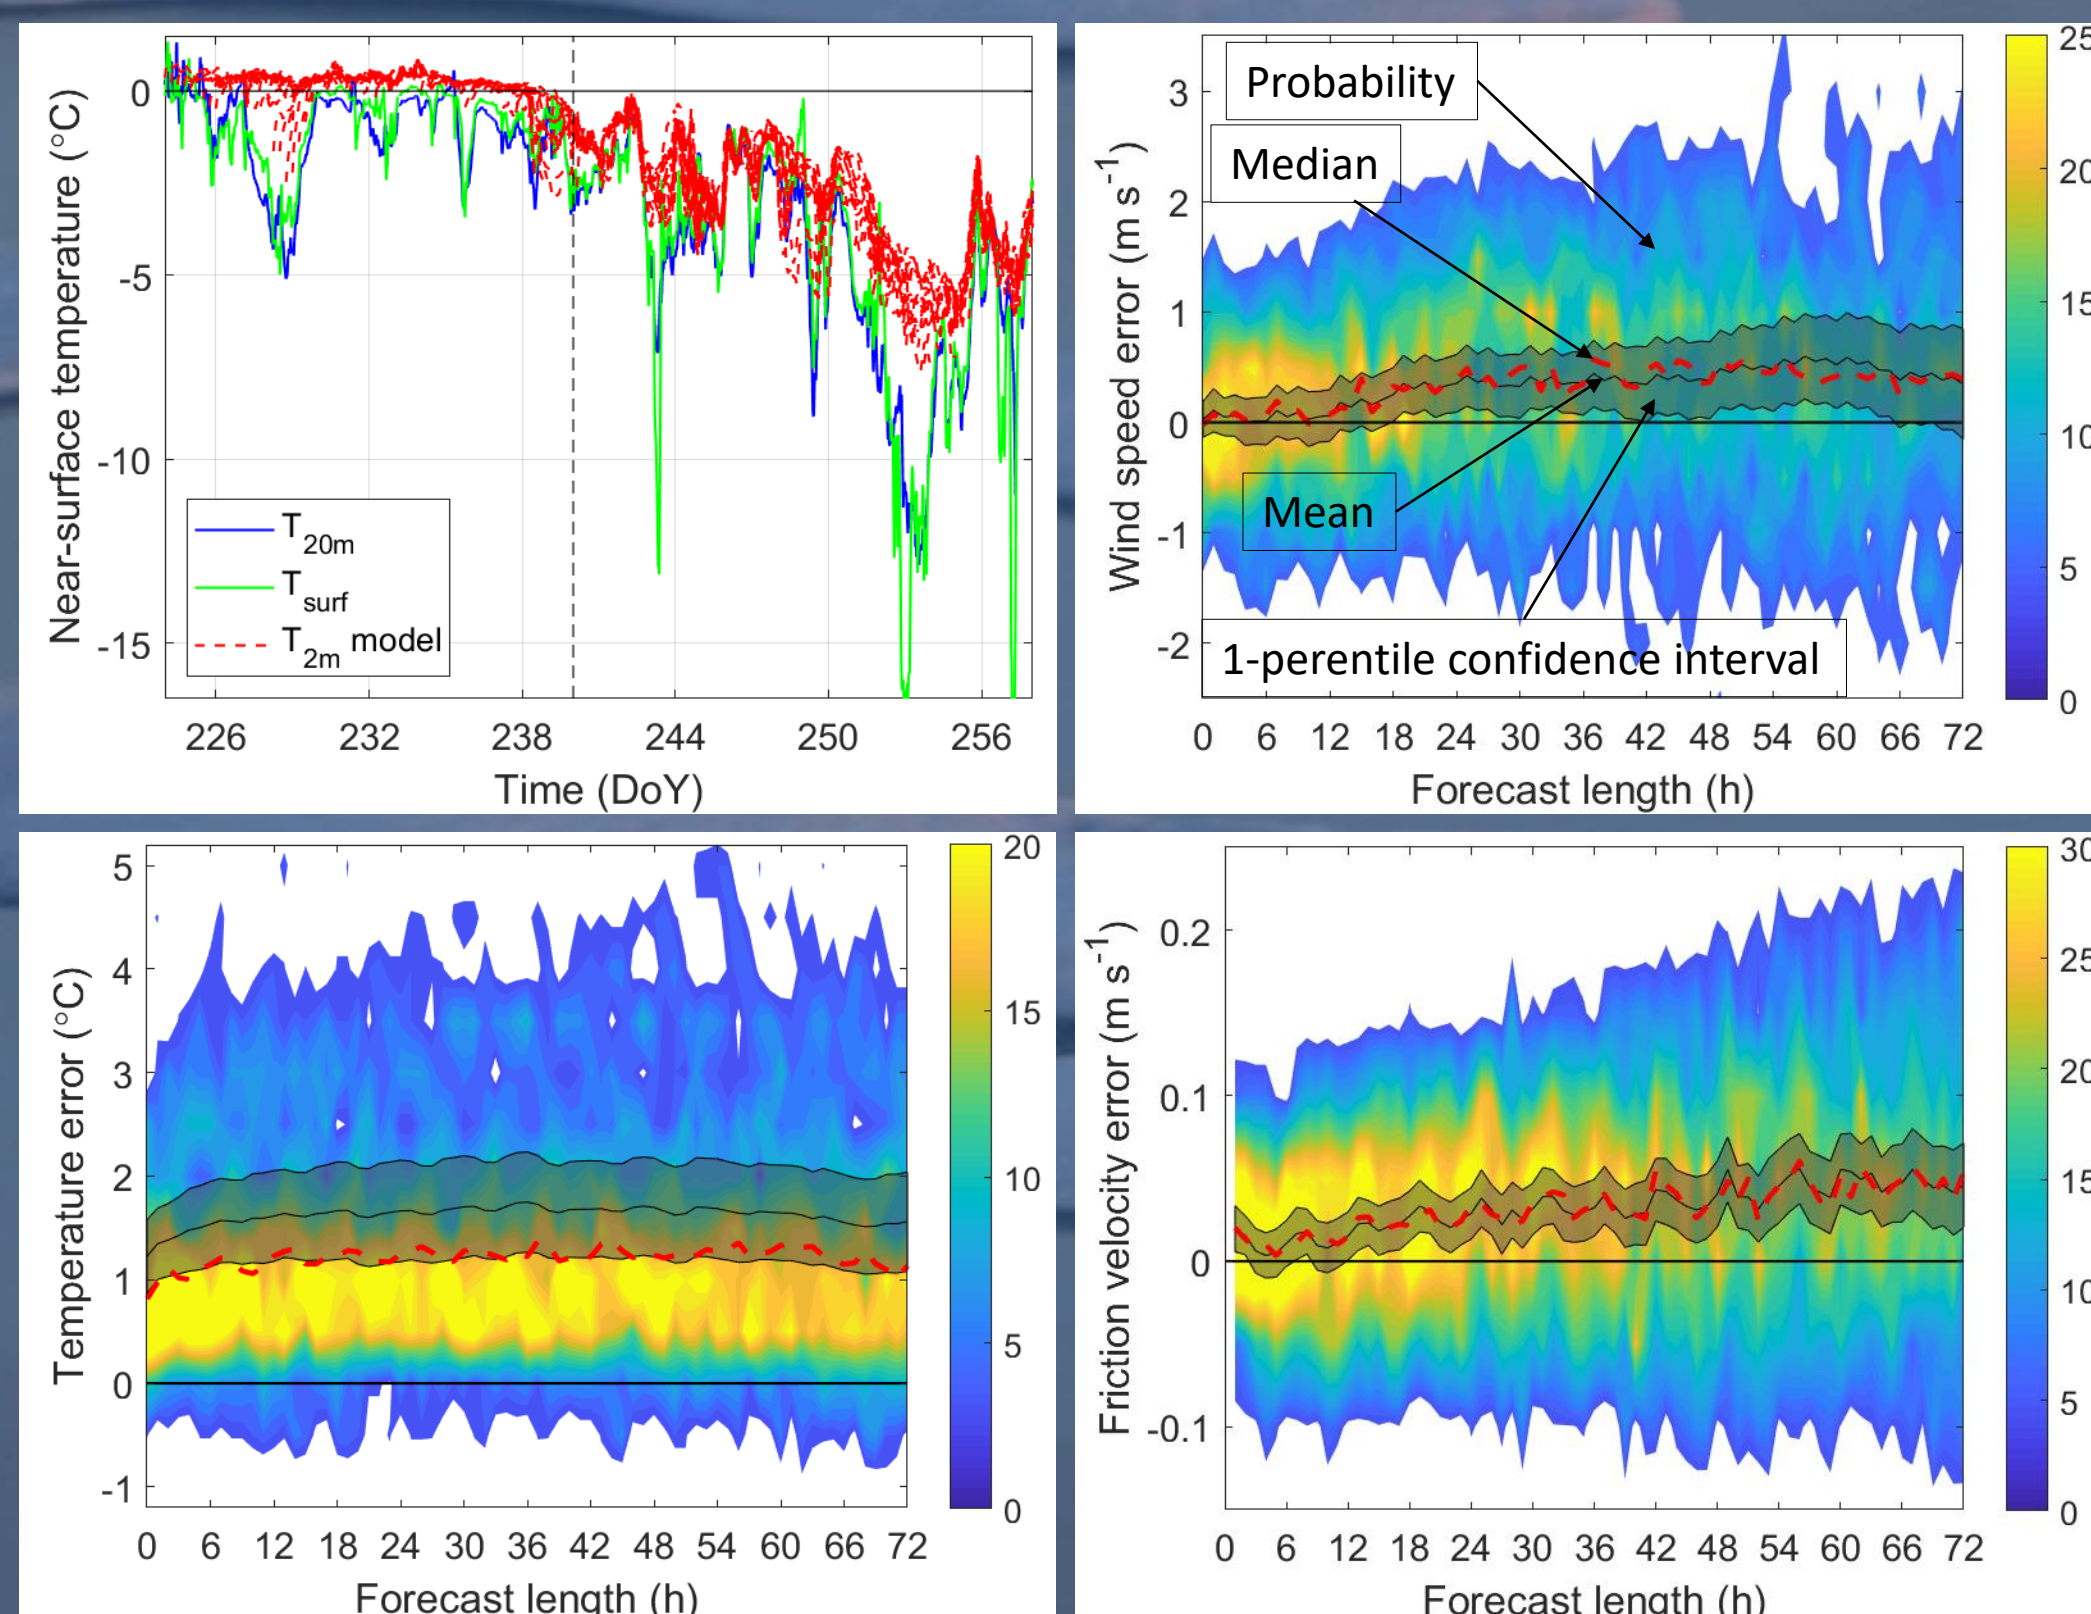 Near-surface temperature (°C)
0
-5
-10
-15
T20m
Tsurf
T2m model
226 232 238 244 250 256
Time (DoY)
Wind speed error (m s-1)
3
2
1
0
-1
-2
Probability
Median
Mean
1-perentile confidence interval
0 6 12 18 24 30 36 42 48 54 60 66 72
Forecast length (h)
25
20
15
10
5
0
Temperature error (°C)
5
4
3
2
1
0
-1
0 6 12 18 24 30 36 42 48 54 60 66 72
Forecast length (h)
20
15
10
5
0
Friction velocity error (m s-1)
0.2
0.1
0
-0.1
0 6 12 18 24 30 36 42 48 54 60 66 72
Forecast length (h)
30
25
20
15
10
5
0